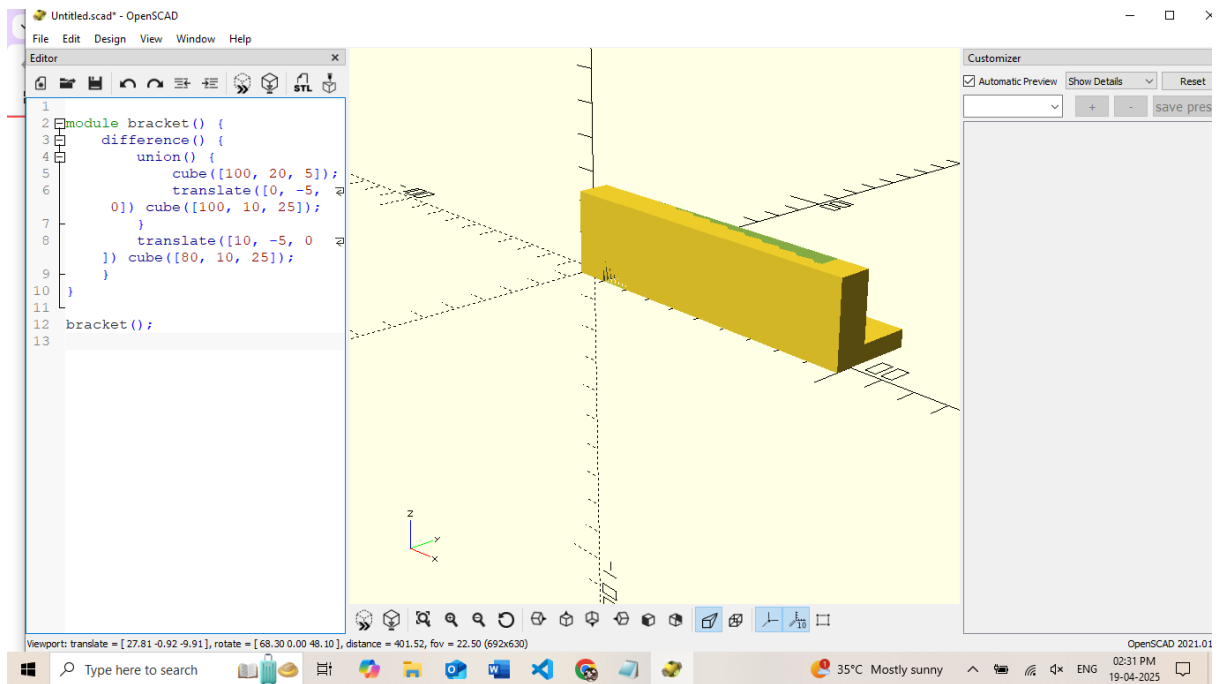 Untitled.scad* - OpenSCAD
File Edit Design View Window Help
Editor
STL
1
2 module bracket() {
3 difference() {
4 union() {
5 cube([100, 20, 5]);
6 translate([0, -5,
0]) cube([100, 10, 25]);
7 }
8 translate([10, -5, 0
]) cube([80, 10, 25]);
9 }
10 }
11
12 bracket();
13
Customizer
Automatic Preview Show Details Reset
+ - save pres
z
y
x
10
Viewport: translate = [ 27.81 -0.92 -9.91 ], rotate = [ 68.30 0.00 48.10 ], distance = 401.52, fov = 22.50 (692x630)
OpenSCAD 2021.01
Type here to search
35°C Mostly sunny
ENG
02:31 PM
19-04-2025